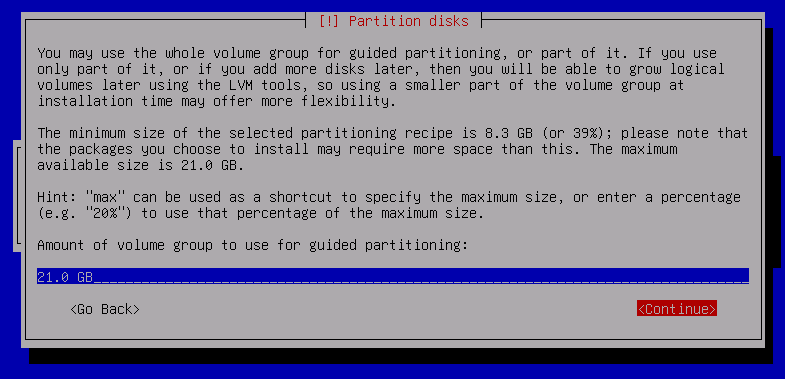 [!] Partition disks
You may use the whole volume group for guided partitioning, or part of it. If you use
only part of it, or if you add more disks later, then you will be able to grow logical
volumes later using the LVM tools, so using a smaller part of the volume group at
installation time may offer more flexibility.
The minimum size of the selected partitioning recipe is 8.3 GB (or 39%); please note that
the packages you choose to install may require more space than this. The maximum
available size is 21.0 GB.
Hint: "max" can be used as a shortcut to specify the maximum size, or enter a percentage
(e.g. "20%") to use that percentage of the maximum size.
Amount of volume group to use for guided partitioning:
21.0 GB
<Go Back> <Continue>